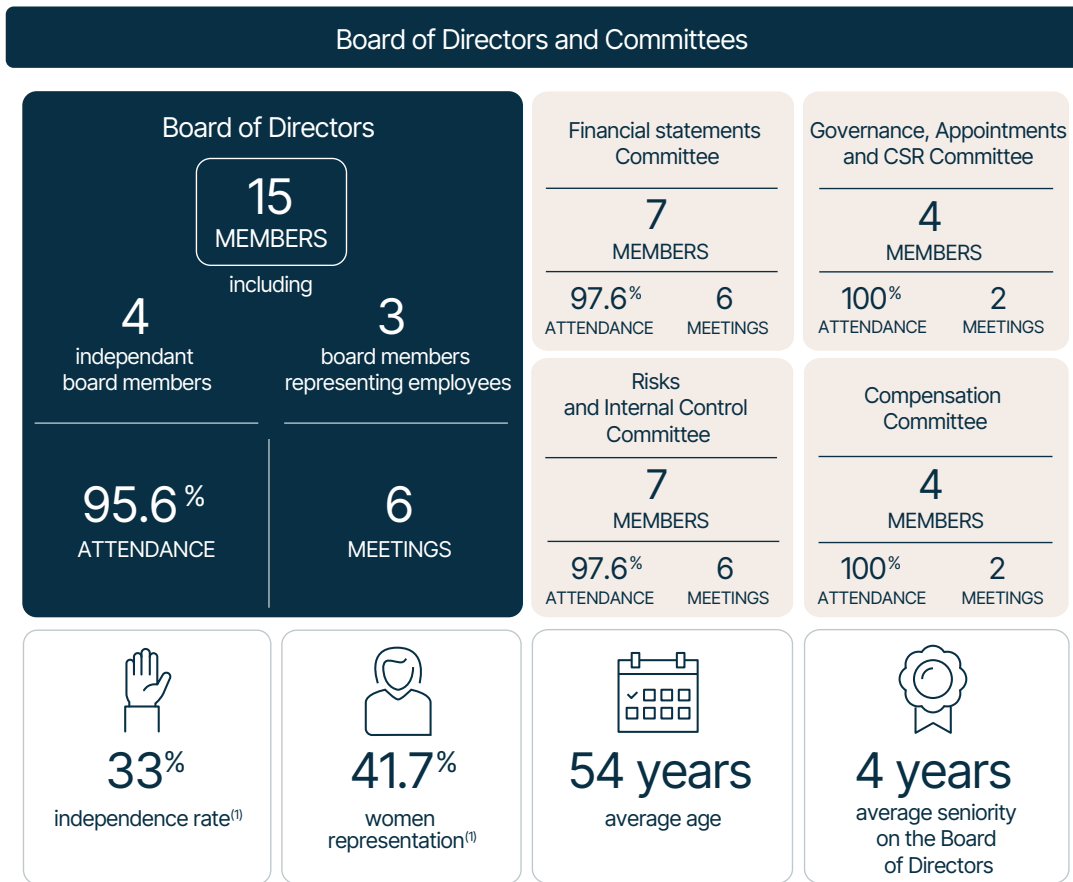 Board of Directors and Committees
Board of Directors
15
MEMBERS
including
4
independant
board members
3
board members
representing employees
95.6%
ATTENDANCE
6
MEETINGS
Financial statements
Committee
7
MEMBERS
97.6%
ATTENDANCE
6
MEETINGS
Governance, Appointments
and CSR Committee
4
MEMBERS
100%
ATTENDANCE
2
MEETINGS
Risks
and Internal Control
Committee
7
MEMBERS
97.6%
ATTENDANCE
6
MEETINGS
Compensation
Committee
4
MEMBERS
100%
ATTENDANCE
2
MEETINGS
33%
independence rate(1)
41.7%
women
representation(1)
54 years
average age
4 years
average seniority
on the Board
of Directors